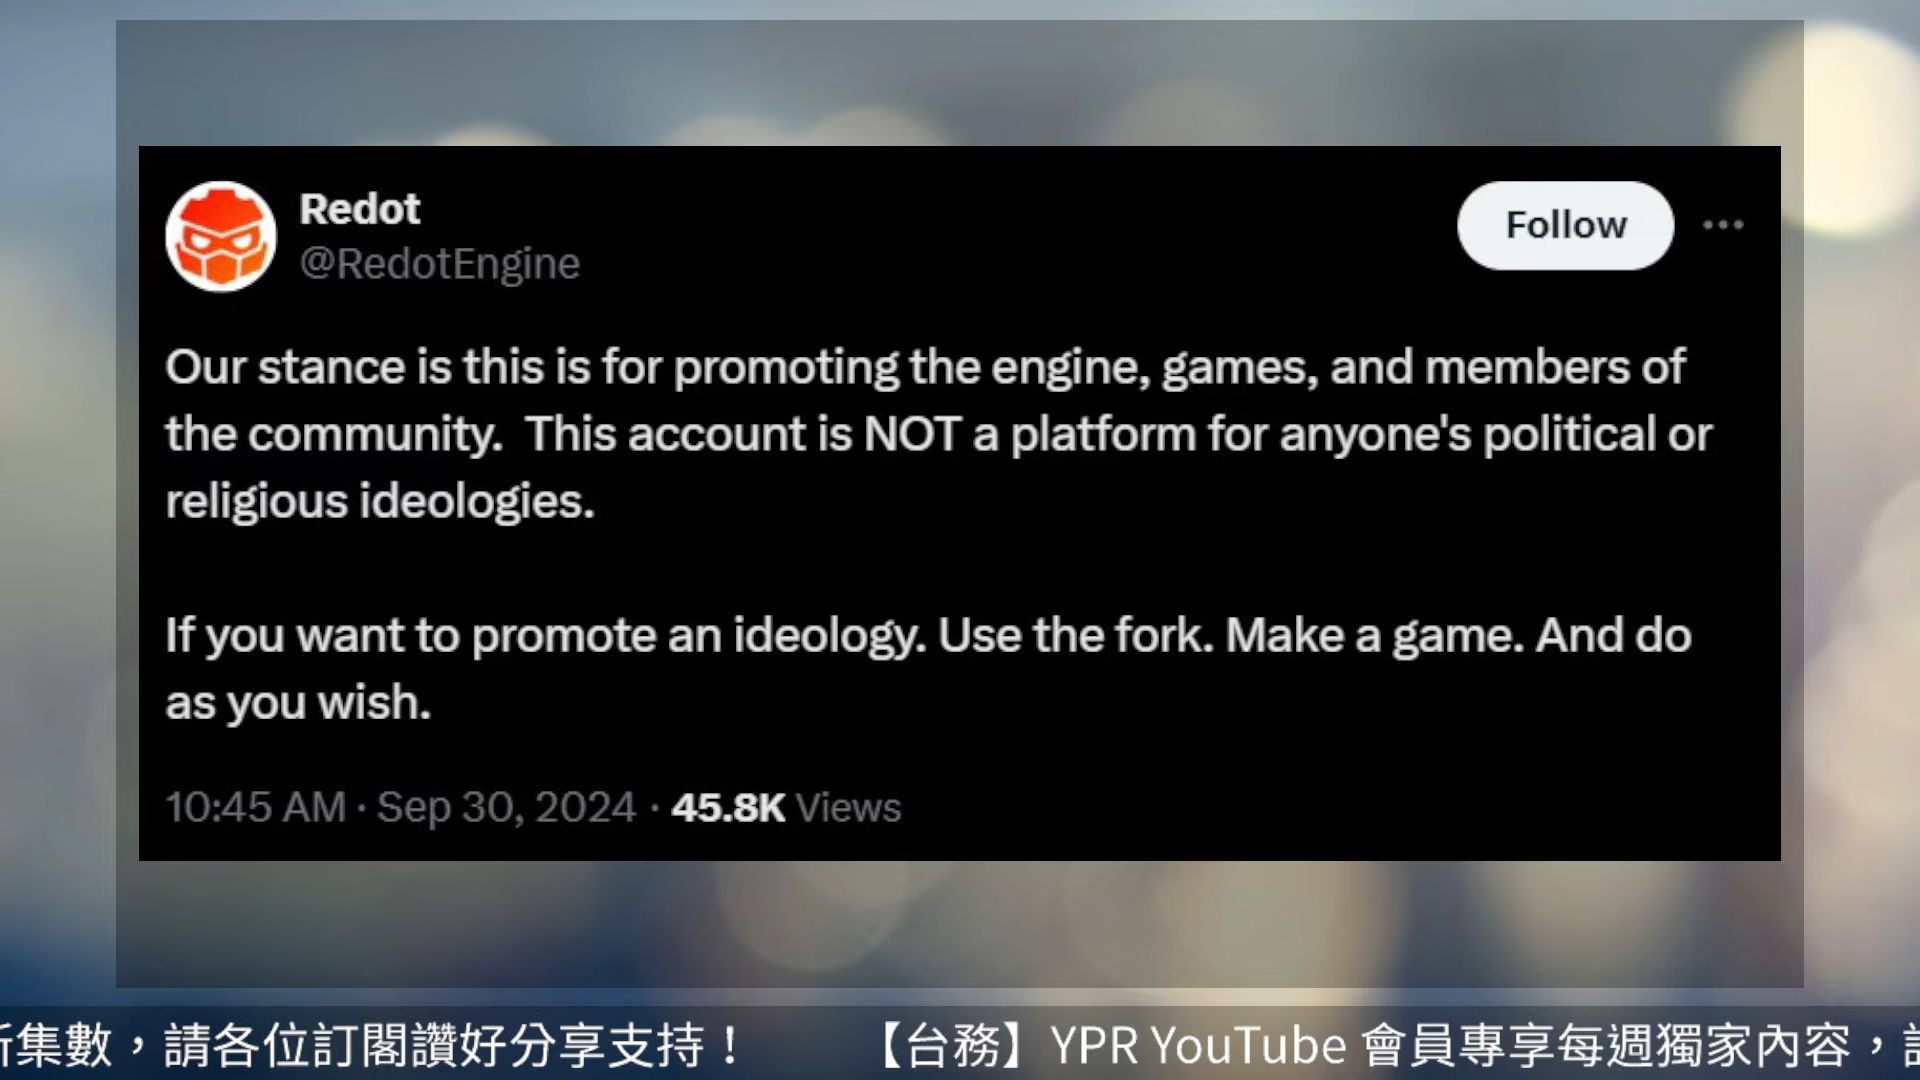 Redot
@RedotEngine
Follow
Our stance is this is for promoting the engine, games, and members of
the community.  This account is NOT a platform for anyone's political or
religious ideologies.
If you want to promote an ideology. Use the fork. Make a game. And do
as you wish.
10:45 AM · Sep 30, 2024 · 45.8K Views
集數，請各位訂閱讚好分享支持！ 【台務】YPR YouTube 會員專享每週獨家內容，